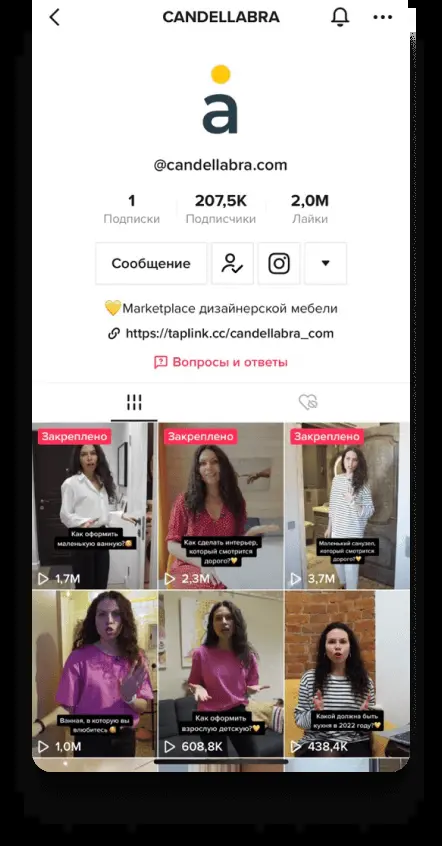 CANDELLABRA
a
@candellabra.com
1 207,5K 2,0M
Подписки Подписчики Лайки
Сообщение
💛Marketplace дизайнерской мебели
https://taplink.cc/candellabra_com
Вопросы и ответы
Закреплено
Как оформить
маленькую ванную?🥰
1,7M
Закреплено
Как сделать интерьер,
который смотрится
дорого?💛
2,3M
Закреплено
Маленький санузел,
который смотрится
дорого?💛
3,7M
Ванная, в которую вы
влюбитесь 🥰
1,0M
Как оформить
взрослую детскую?💛
608,8K
Какой должна быть
кухня в 2022 году?💛
438,4K